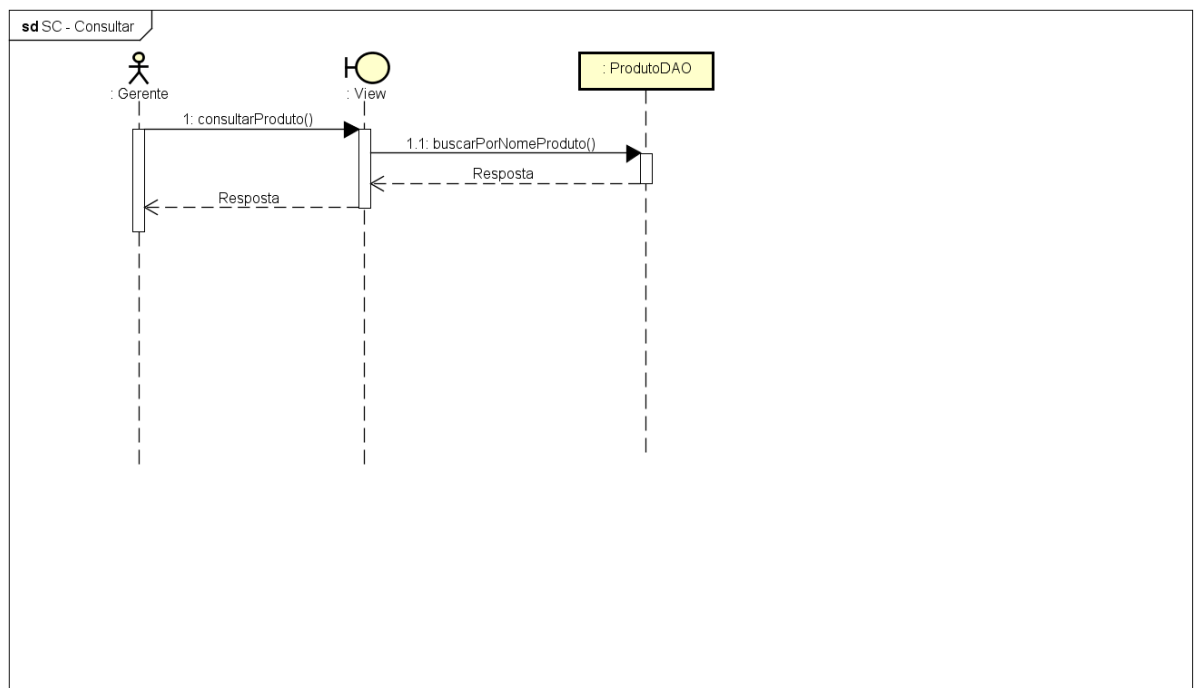 sd SC - Consultar
: Gerente
: View
: ProdutoDAO
1: consultarProduto()
1.1: buscarPorNomeProduto()
Resposta
Resposta